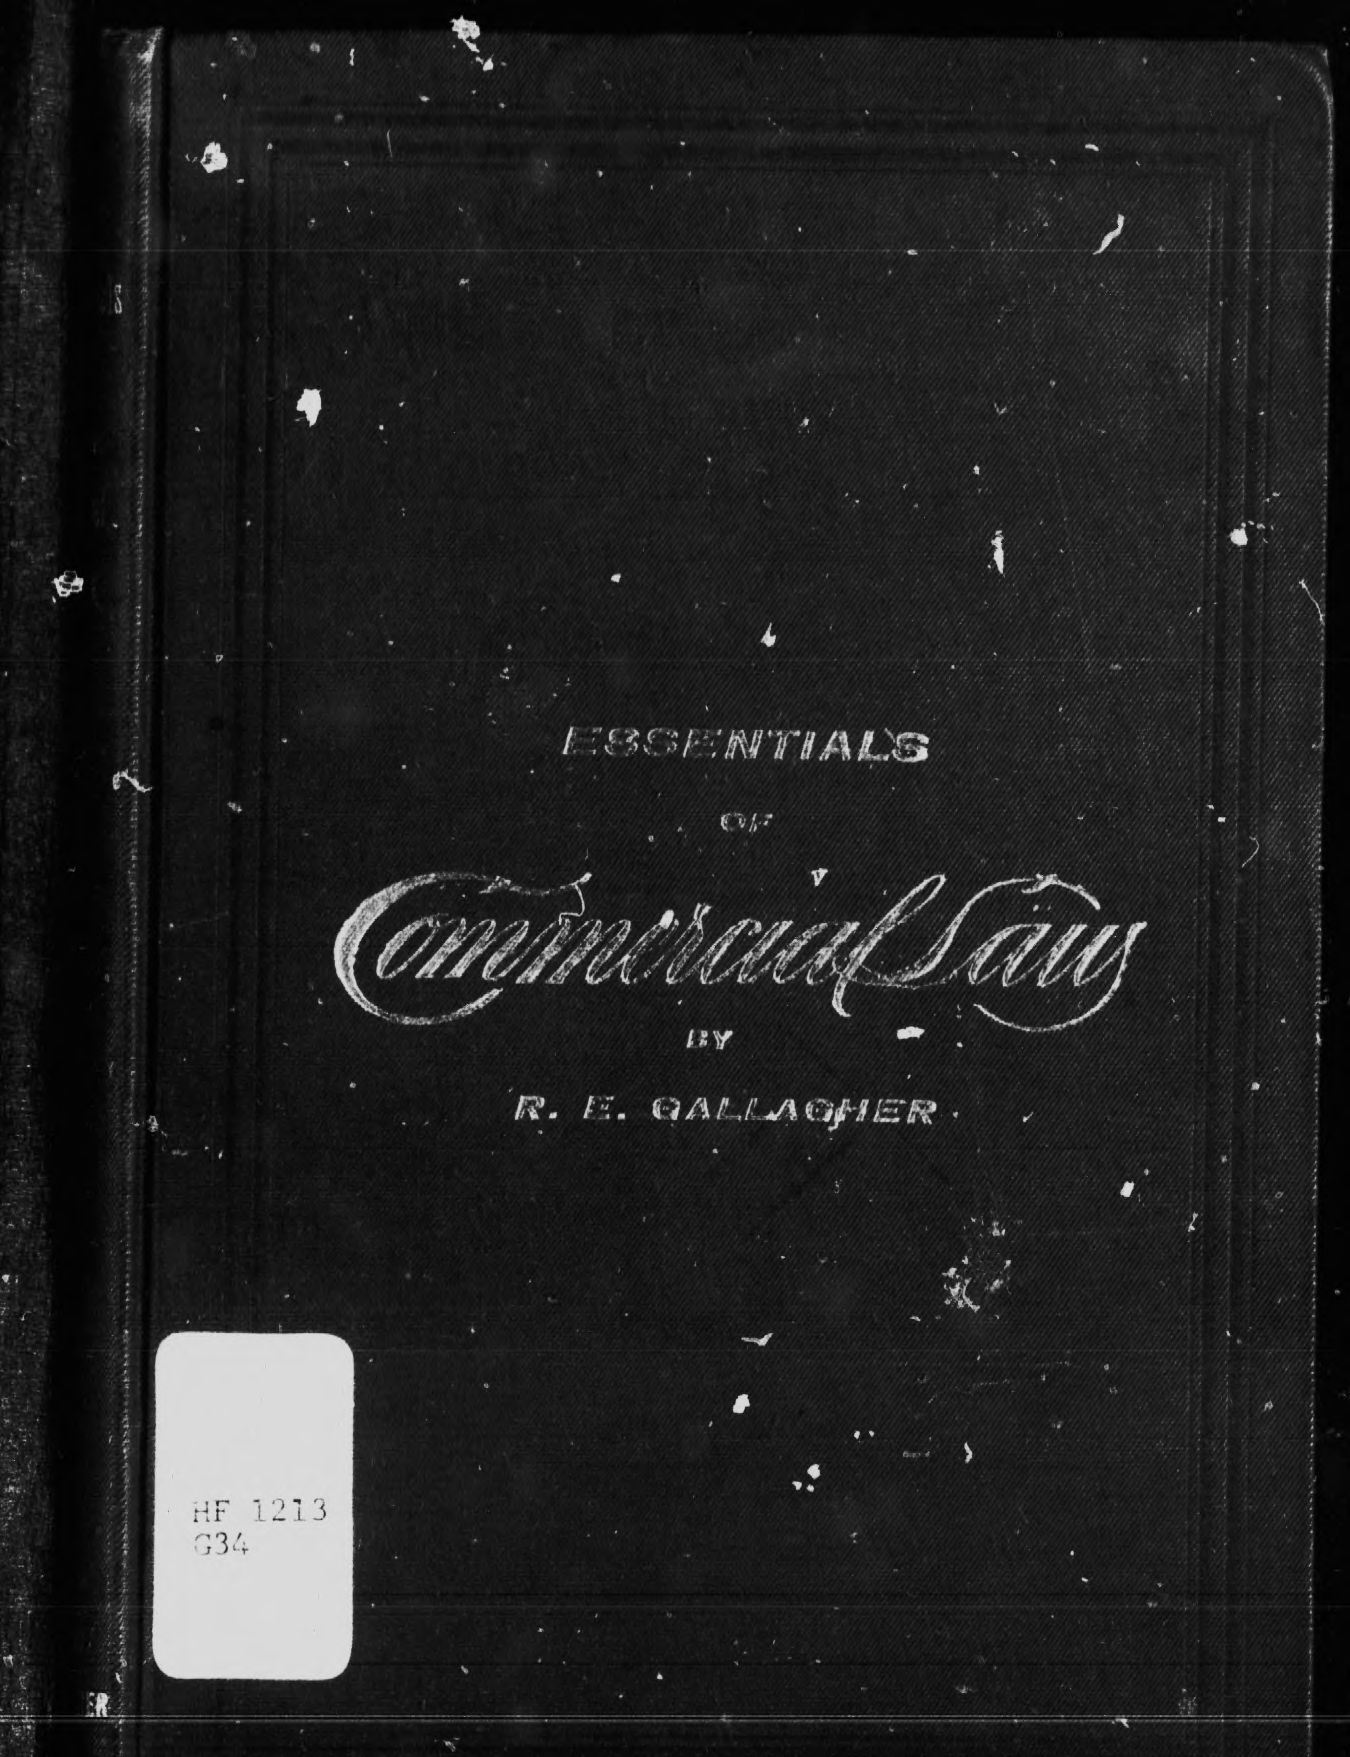 ESSENTIALS
OF
Commercial Law
BY
R. E. GALLAGHER
HF 1213
G34